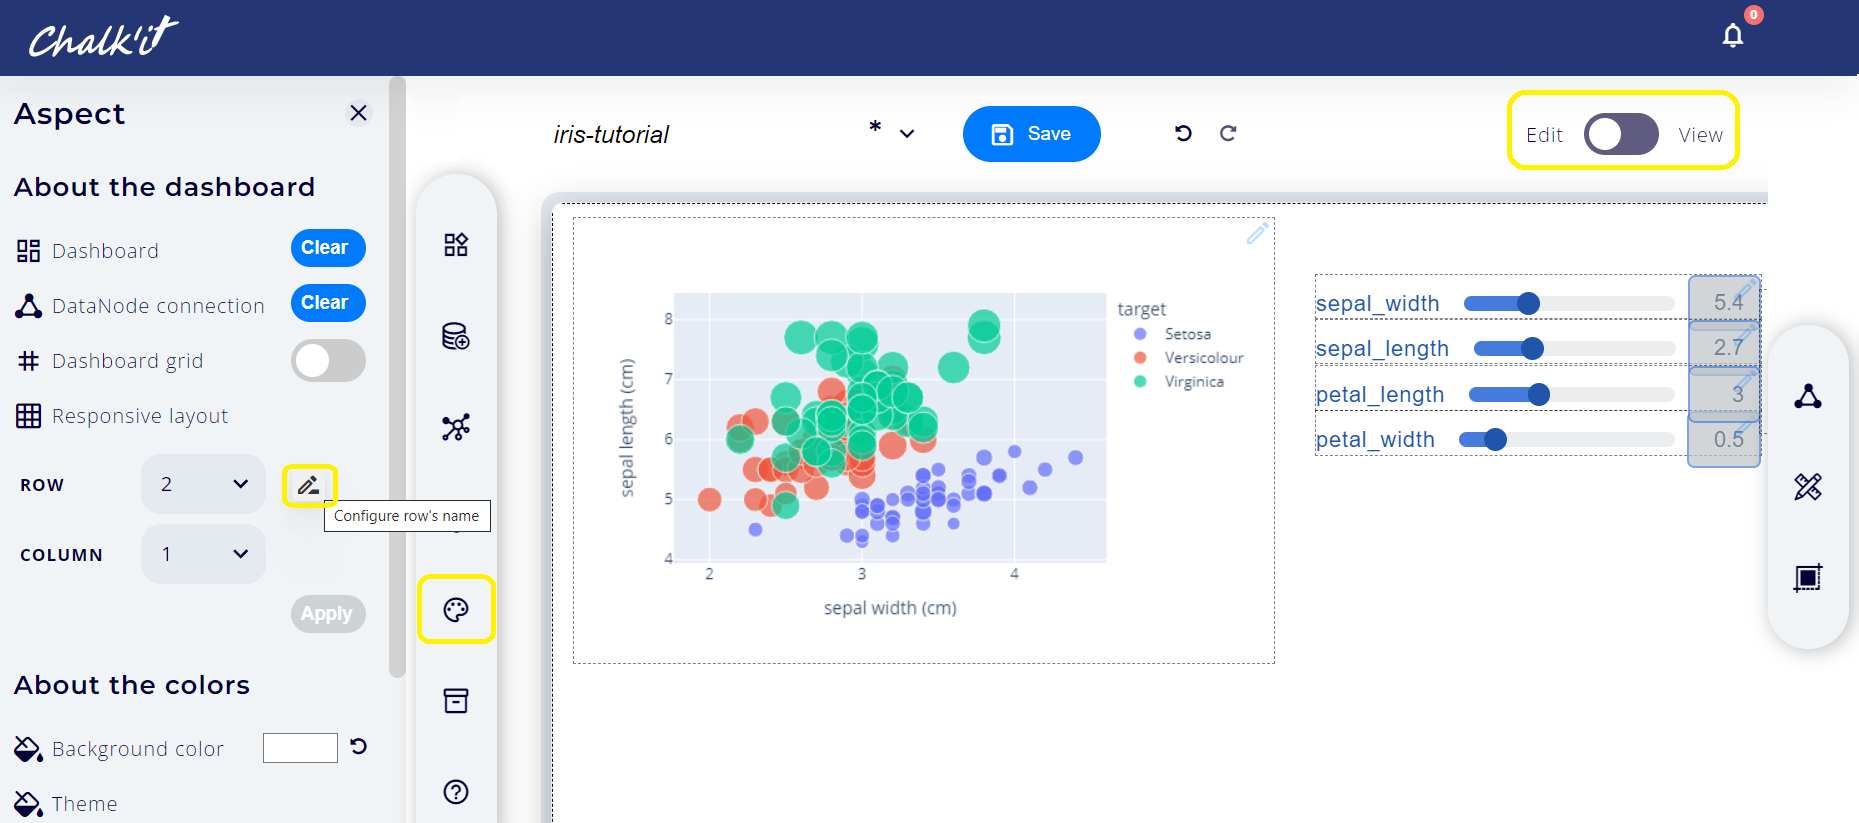 Chalk'it
0
Aspect
About the dashboard
Dashboard
Clear
DataNode connection
Clear
Dashboard grid
Responsive layout
ROW
2
Configure row's name
COLUMN
1
Apply
About the colors
Background color
Theme
iris-tutorial
*
Save
Edit
View
8
7
6
5
4
2
3
4
sepal length (cm)
sepal width (cm)
target
Setosa
Versicolour
Virginica
sepal_width
5.4
sepal_length
2.7
petal_length
3
petal_width
0.5